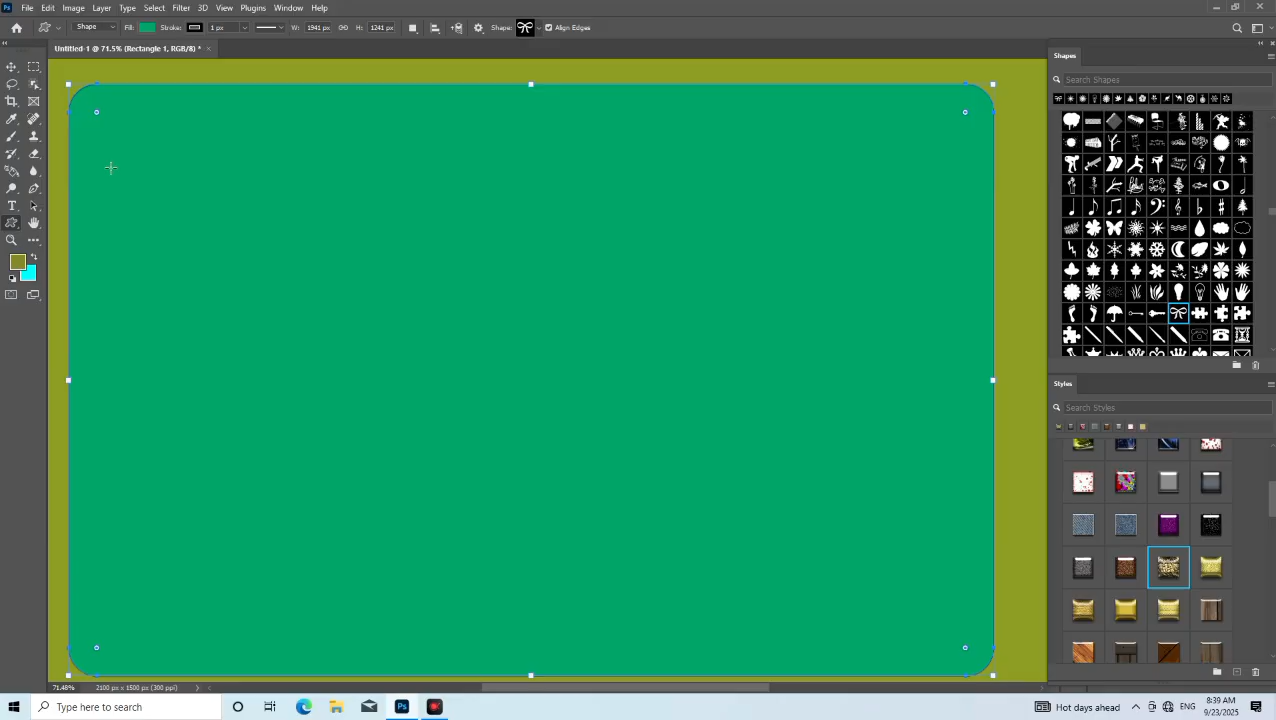 Ps File Edit Image Layer Type Select Filter 3D View Plugins Window Help
Shape Fill: Stroke: 1 px W: 1941 px H: 1241 px Shape: Align Edges
Untitled-1 @ 71.5% (Rectangle 1, RGB/8) *
Shapes
Search Shapes
Styles
Search Styles
71.48% 2100 px x 1500 px (300 ppi)
Type here to search
Ps
Hot days ahead
ENG
8:39 AM
9/23/2025